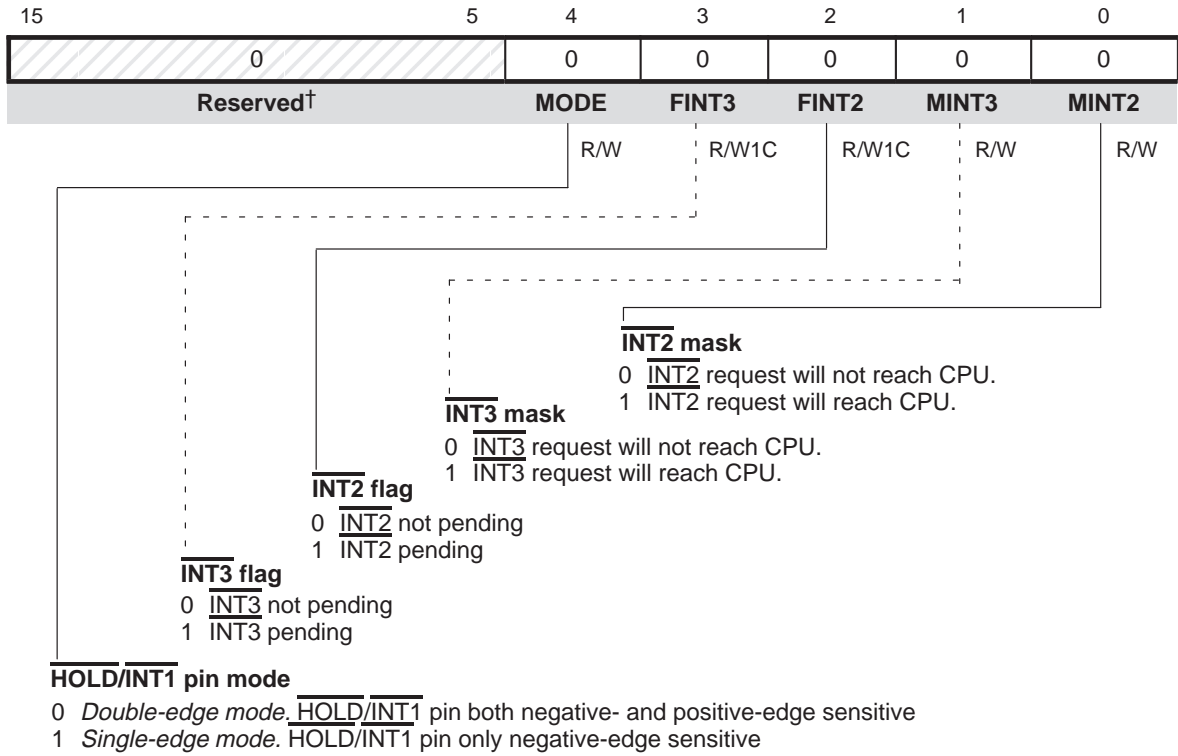 15 5 4 3 2 1 0
0 0 0 0 0 0
Reserved† MODE FINT3 FINT2 MINT3 MINT2
R/W R/W1C R/W1C R/W R/W
INT2 mask
0 INT2 request will not reach CPU.
1 INT2 request will reach CPU.
INT3 mask
0 INT3 request will not reach CPU.
1 INT3 request will reach CPU.
INT2 flag
0 INT2 not pending
1 INT2 pending
INT3 flag
0 INT3 not pending
1 INT3 pending
HOLD/INT1 pin mode
0 Double-edge mode. HOLD/INT1 pin both negative- and positive-edge sensitive
1 Single-edge mode. HOLD/INT1 pin only negative-edge sensitive